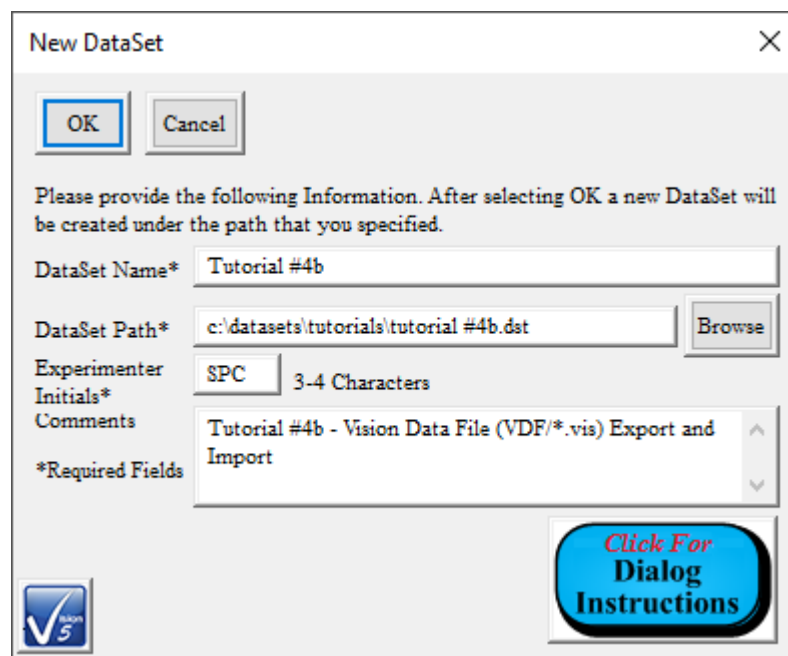 New DataSet
OK
Cancel
Please provide the following Information. After selecting OK a new DataSet will
be created under the path that you specified.
DataSet Name*
Tutorial #4b
DataSet Path*
c:\datasets\tutorials\tutorial #4b.dst
Browse
Experimenter
Initials*
SPC
3-4 Characters
Comments
Tutorial #4b - Vision Data File (VDF/*.vis) Export and
Import
*Required Fields
Click For
Dialog
Instructions
Vision
5